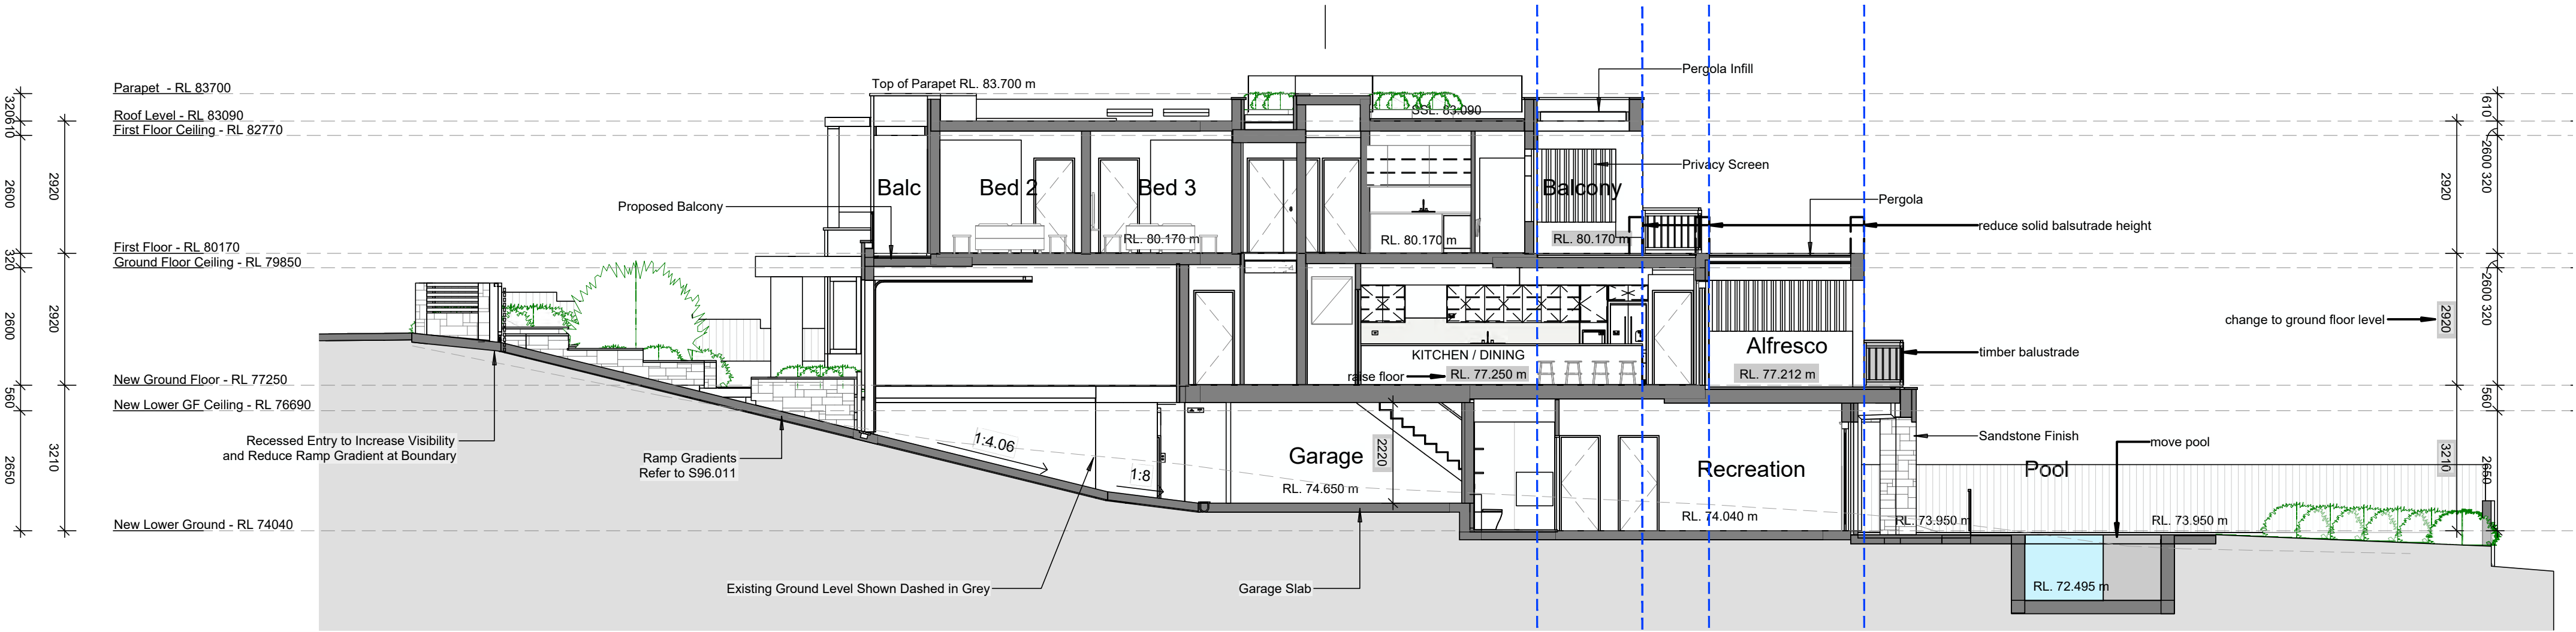 Parapet - RL 83700
Roof Level - RL 83090
First Floor Ceiling - RL 82770
First Floor - RL 80170
Ground Floor Ceiling - RL 79850
New Ground Floor - RL 77250
New Lower GF Ceiling - RL 76690
New Lower Ground - RL 74040
320
610
2600
320
2600
560
2650
2920
2920
3210
Top of Parapet RL. 83.700 m
SSL. 83.090
Pergola Infill
Privacy Screen
Pergola
reduce solid balsutrade height
Proposed Balcony
Balc
Bed 2
Bed 3
Balcony
RL. 80.170 m
RL. 80.170 m
RL. 80.170 m
KITCHEN / DINING
raise floor
RL. 77.250 m
Alfresco
RL. 77.212 m
change to ground floor level
timber balustrade
Recessed Entry to Increase Visibility
and Reduce Ramp Gradient at Boundary
Ramp Gradients
Refer to S96.011
1:4.06
1:8
Garage
2220
RL. 74.650 m
Recreation
RL. 74.040 m
Sandstone Finish
move pool
Pool
RL. 73.950 m
RL. 73.950 m
RL. 72.495 m
Existing Ground Level Shown Dashed in Grey
Garage Slab
610
2600 320
2600 320
560
2650
2920
2920
3210